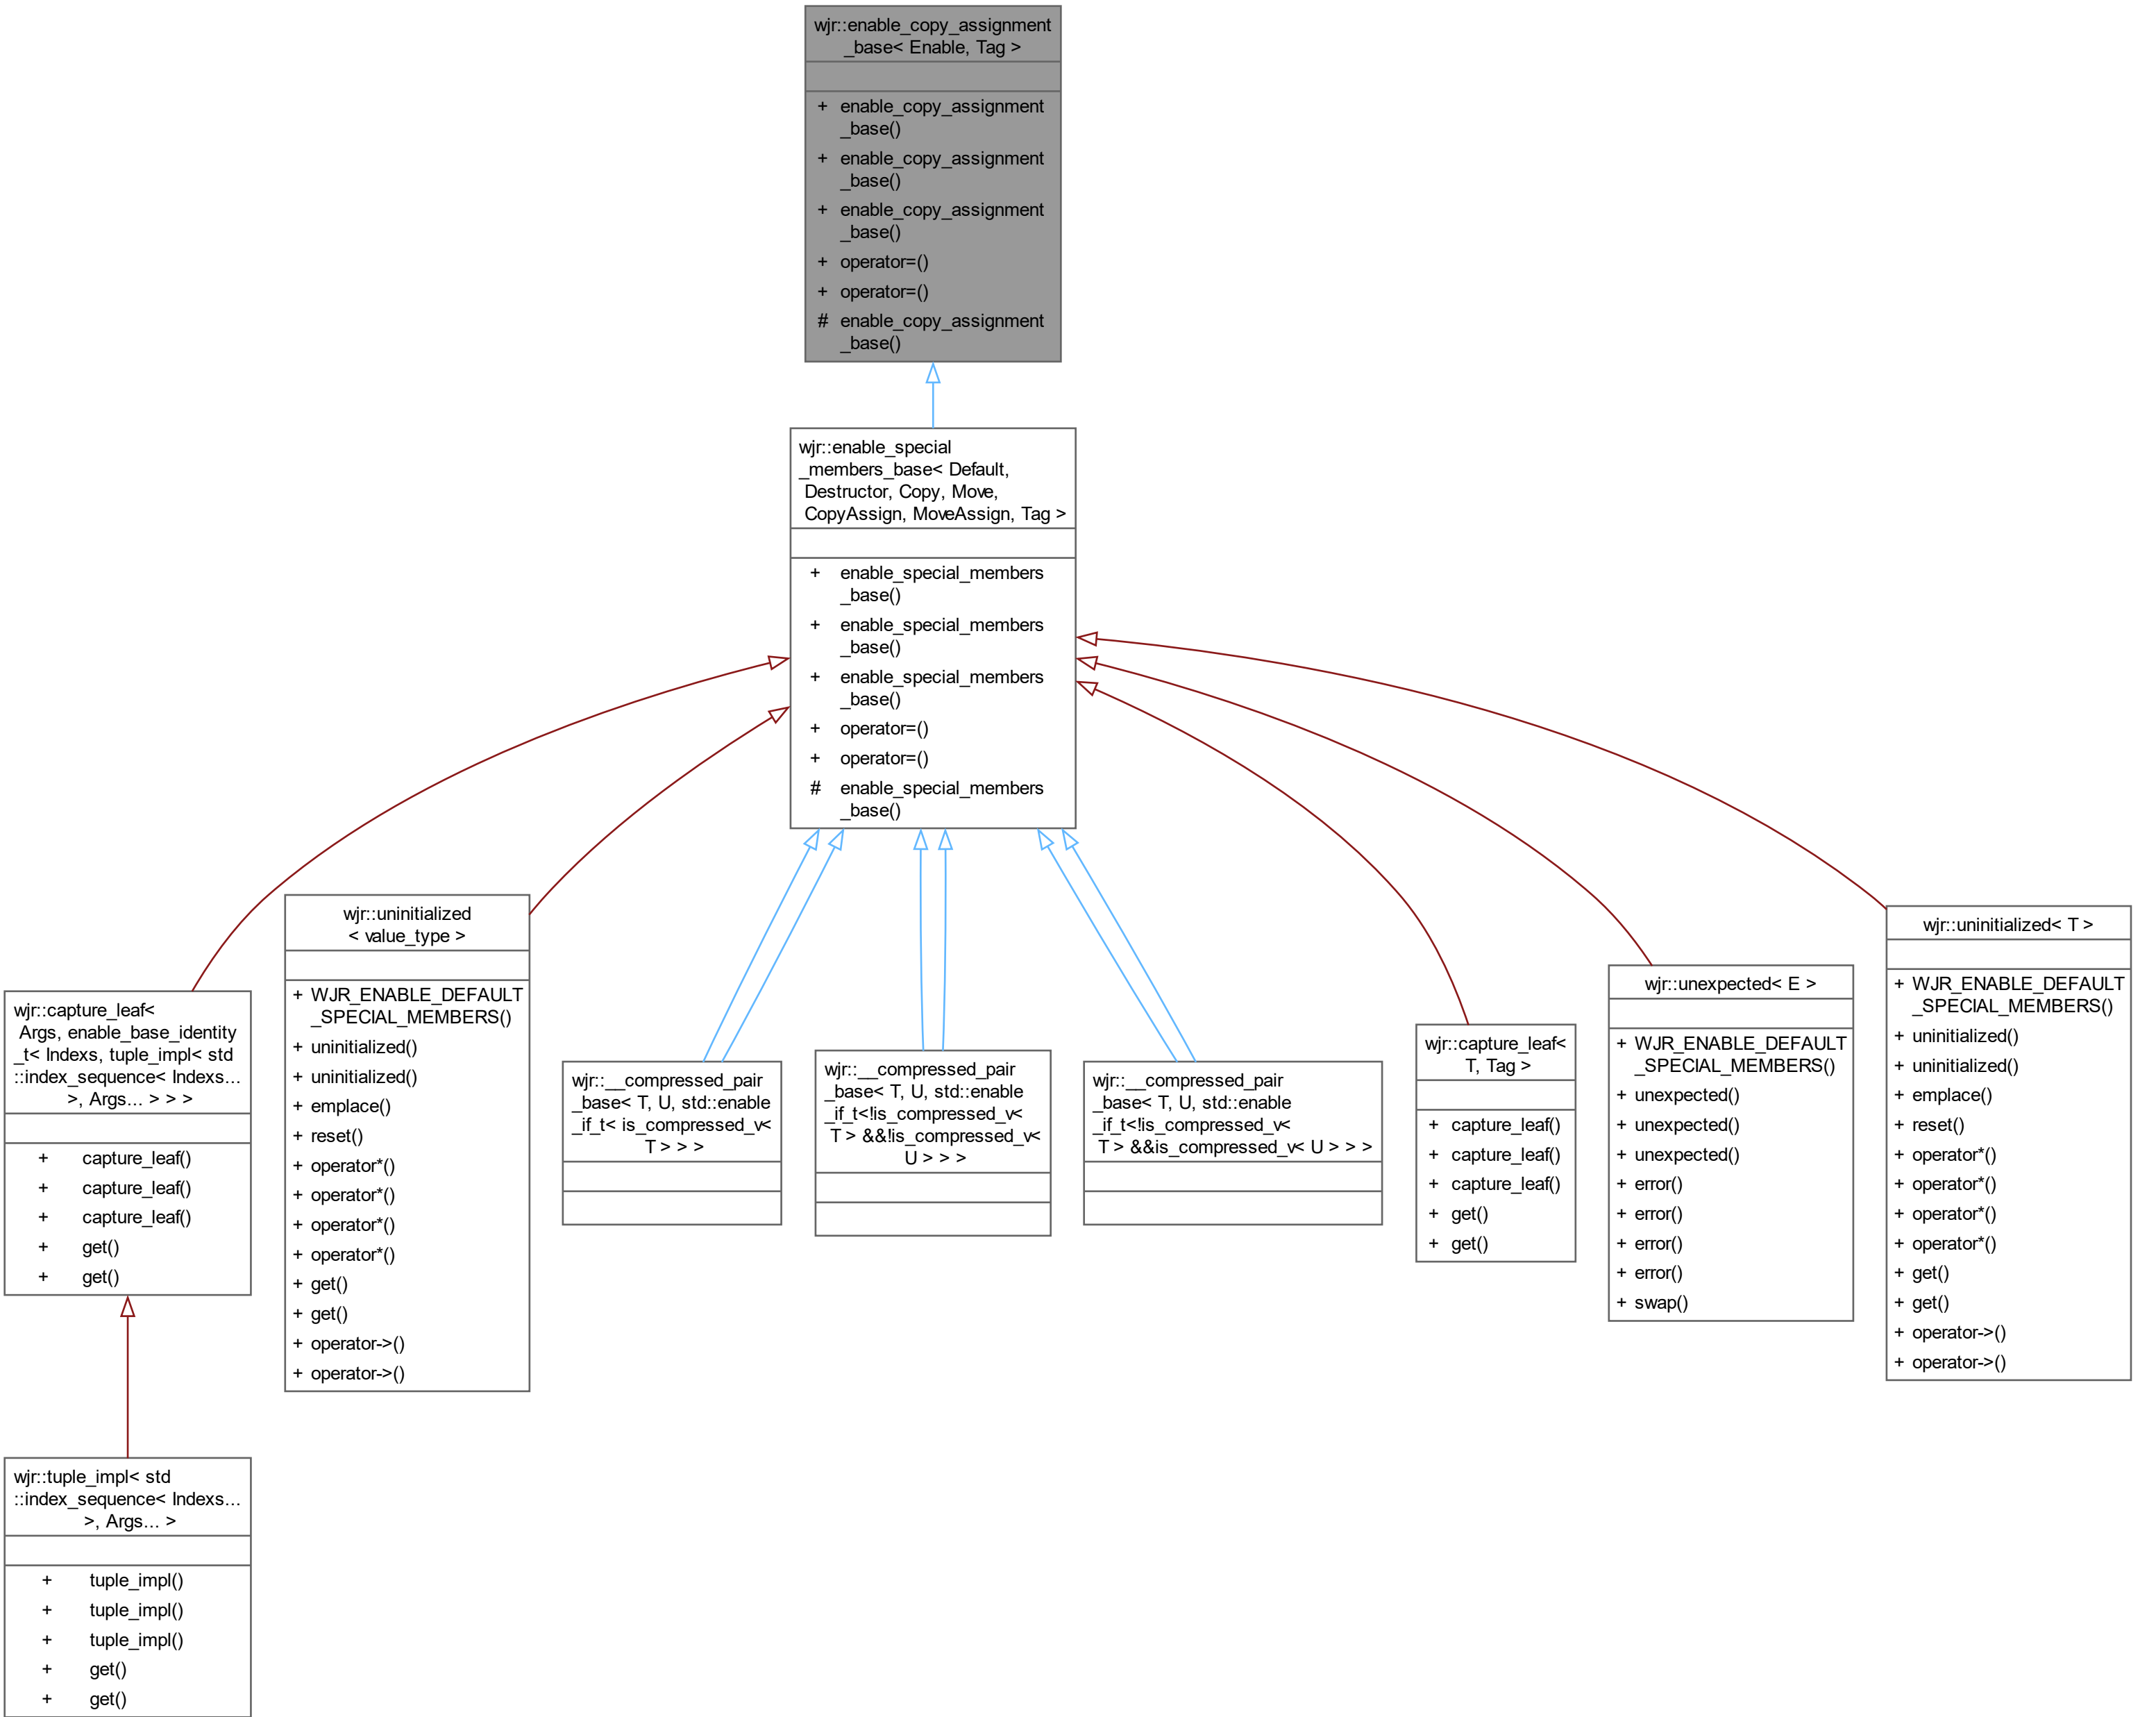 wjr::enable_copy_assignment
_base< Enable, Tag >
+ enable_copy_assignment
_base()
+ enable_copy_assignment
_base()
+ enable_copy_assignment
_base()
+ operator=()
+ operator=()
# enable_copy_assignment
_base()
wjr::enable_special
_members_base< Default,
Destructor, Copy, Move,
CopyAssign, MoveAssign, Tag >
+ enable_special_members
_base()
+ enable_special_members
_base()
+ enable_special_members
_base()
+ operator=()
+ operator=()
# enable_special_members
_base()
wjr::capture_leaf<
Args, enable_base_identity
_t< Indexs, tuple_impl< std
::index_sequence< Indexs...
>, Args... > > >
+ capture_leaf()
+ capture_leaf()
+ capture_leaf()
+ get()
+ get()
wjr::uninitialized
< value_type >
+ WJR_ENABLE_DEFAULT
_SPECIAL_MEMBERS()
+ uninitialized()
+ uninitialized()
+ emplace()
+ reset()
+ operator*()
+ operator*()
+ operator*()
+ operator*()
+ get()
+ get()
+ operator->()
+ operator->()
wjr::__compressed_pair
_base< T, U, std::enable
_if_t< is_compressed_v<
T > > >
wjr::__compressed_pair
_base< T, U, std::enable
_if_t<!is_compressed_v<
T > &&!is_compressed_v<
U > > >
wjr::__compressed_pair
_base< T, U, std::enable
_if_t<!is_compressed_v<
T > &&is_compressed_v< U > > >
wjr::capture_leaf<
T, Tag >
+ capture_leaf()
+ capture_leaf()
+ capture_leaf()
+ get()
+ get()
wjr::unexpected< E >
+ WJR_ENABLE_DEFAULT
_SPECIAL_MEMBERS()
+ unexpected()
+ unexpected()
+ unexpected()
+ error()
+ error()
+ error()
+ error()
+ swap()
wjr::uninitialized< T >
+ WJR_ENABLE_DEFAULT
_SPECIAL_MEMBERS()
+ uninitialized()
+ uninitialized()
+ emplace()
+ reset()
+ operator*()
+ operator*()
+ operator*()
+ operator*()
+ get()
+ get()
+ operator->()
+ operator->()
wjr::tuple_impl< std
::index_sequence< Indexs...
>, Args... >
+ tuple_impl()
+ tuple_impl()
+ tuple_impl()
+ get()
+ get()